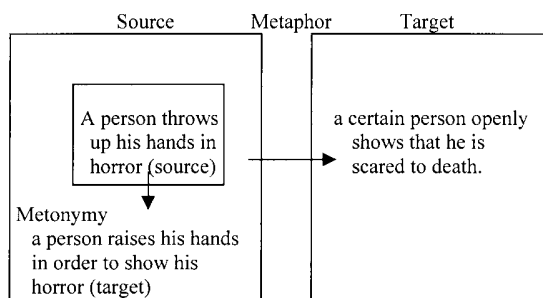 Source Metaphor Target
A person throws
up his hands in
horror (source)
a certain person openly
shows that he is
scared to death.
Metonymy
a person raises his hands
in order to show his
horror (target)